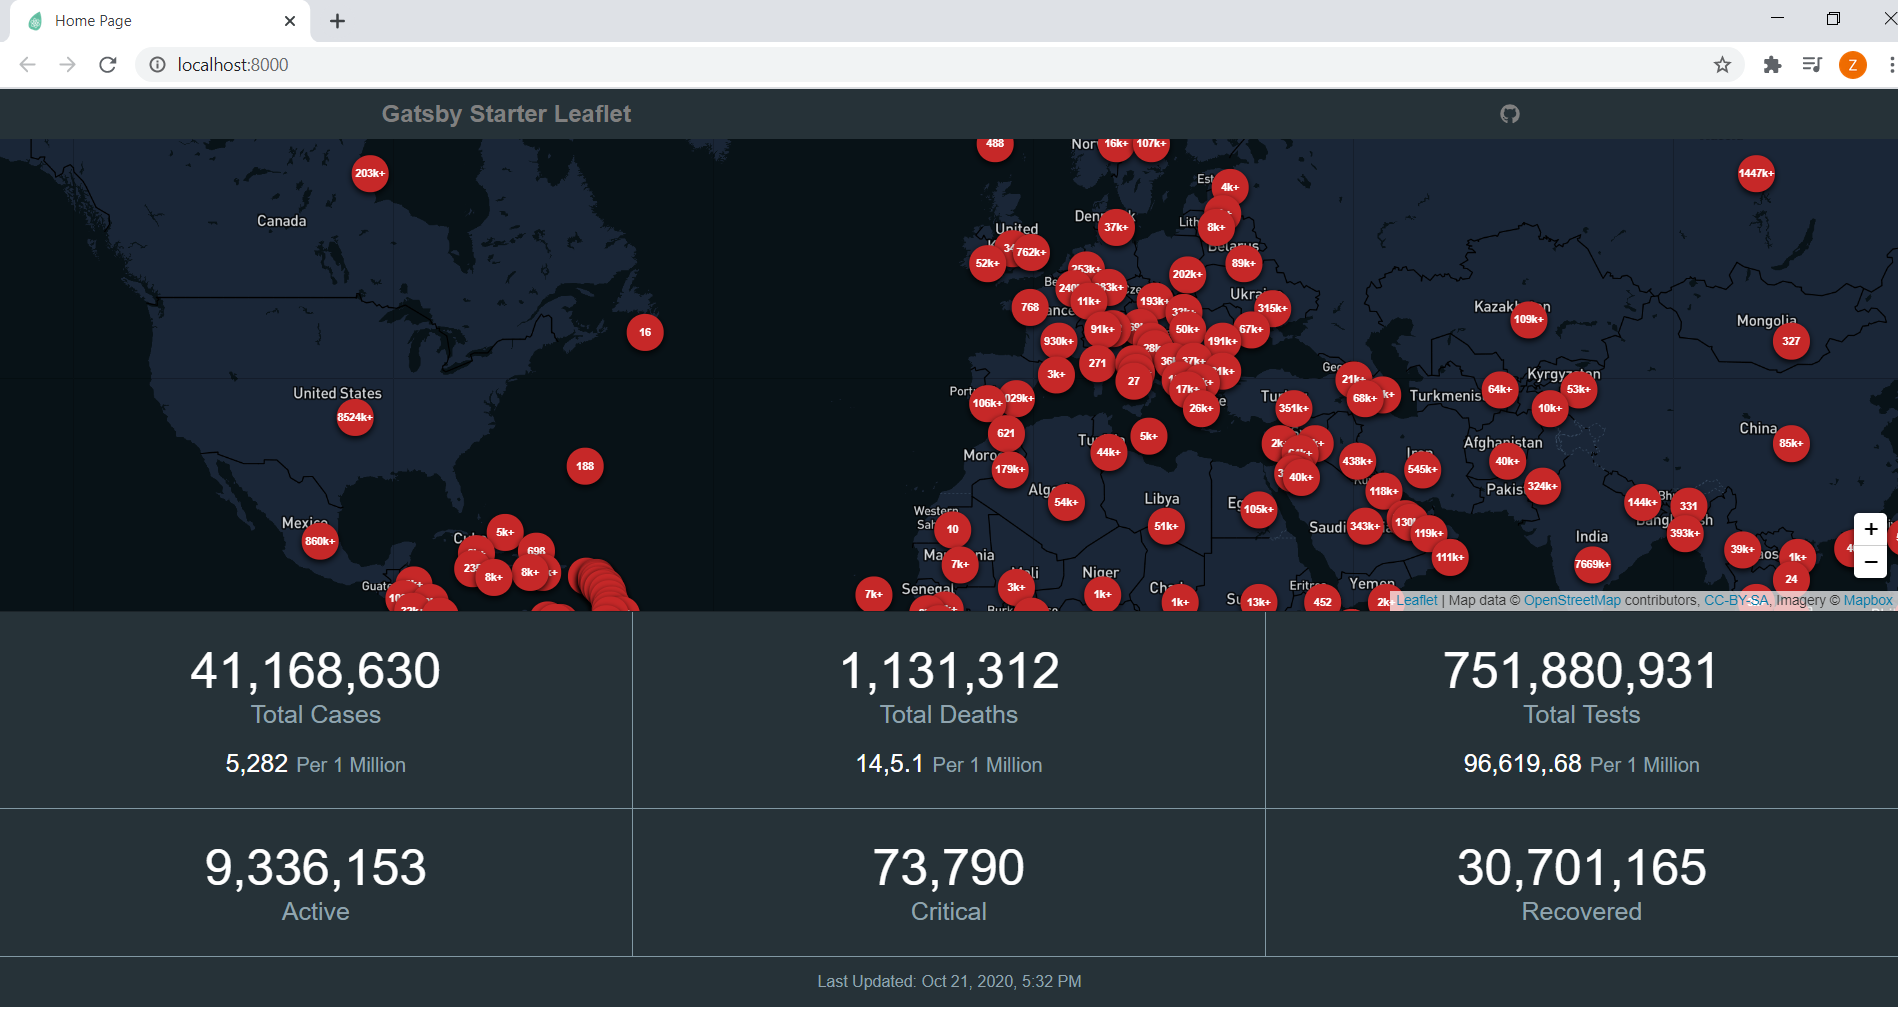 Home Page
localhost:8000
Z
Gatsby Starter Leaflet
488
16k+
107k+
203k+
1447k+
4k+
Canada
37k+
8k+
United
762k+
52k+
89k+
202k+
768
11k+
193k+
315k+
Kazakhstan
109k+
Mongolia
327
16
930k+
91k+
50k+
191k+
67k+
3k+
271
27
17k+
26k+
United States
8524k+
106k+
351k+
21k+
68k+
Turkmenis
64k+
Kyrgyzstan
53k+
10k+
621
5k+
44k+
China
85k+
Afghanistan
40k+
188
179k+
438k+
545k+
40k+
54k+
Libya
51k+
105k+
118k+
Pakis
324k+
144k+
331
Bangladesh
393k+
Mexico
860k+
5k+
698
8k+
8k+
Western
10
Saudi
343k+
119k+
111k+
India
7669k+
39k+
1k+
24
7k+
Mali
3k+
Niger
1k+
1k+
13k+
452
Yemen
7k+
Senegal
+
−
Leaflet | Map data © OpenStreetMap contributors, CC-BY-SA, Imagery © Mapbox
41,168,630
Total Cases
5,282 Per 1 Million
1,131,312
Total Deaths
14,5.1 Per 1 Million
751,880,931
Total Tests
96,619,.68 Per 1 Million
9,336,153
Active
73,790
Critical
30,701,165
Recovered
Last Updated: Oct 21, 2020, 5:32 PM